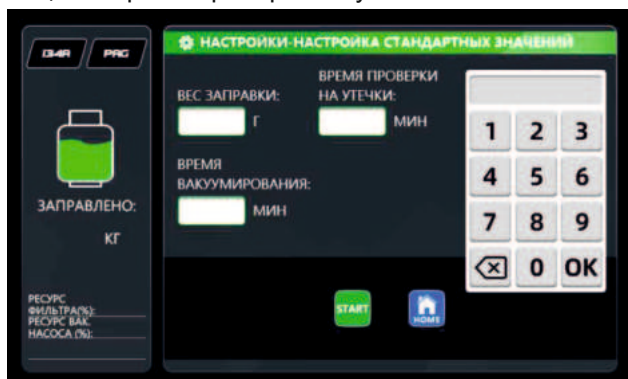 134A PAG
НАСТРОЙКИ-НАСТРОЙКА СТАНДАРТНЫХ ЗНАЧЕНИЙ
ВЕС ЗАПРАВКИ:
Г
ВРЕМЯ ПРОВЕРКИ
НА УТЕЧКИ:
МИН
ВРЕМЯ
ВАКУУМИРОВАНИЯ:
МИН
ЗАПРАВЛЕНО:
КГ
РЕСУРС
ФИЛЬТРА(%):
РЕСУРС ВАК.
НАСОСА (%):
1 2 3
4 5 6
7 8 9
0 OK
START
HOME